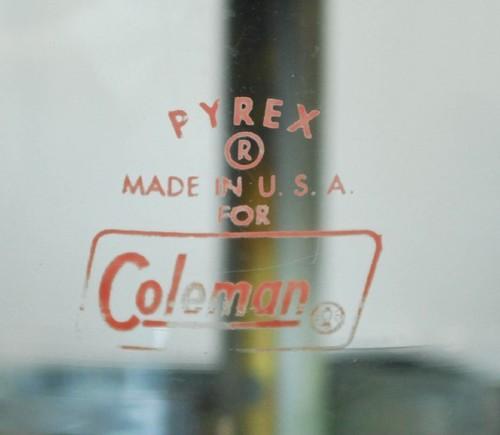 PYREX
®
MADE IN U.S.A.
FOR
Coleman